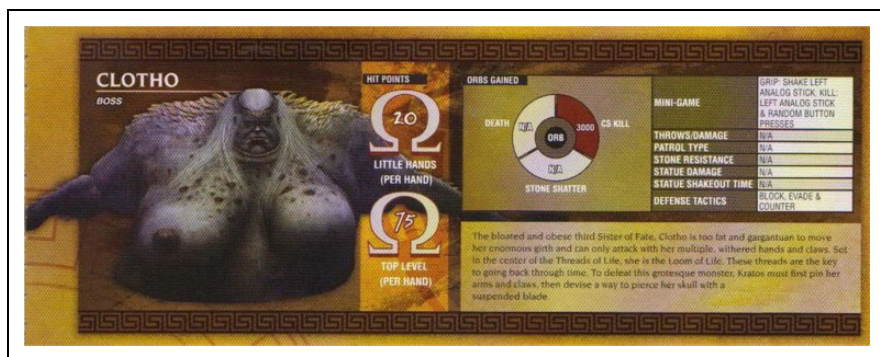 CLOTHO
BOSS
HIT POINTS
20
LITTLE HANDS
(PER HAND)
75
TOP LEVEL
(PER HAND)
ORBS GAINED
DEATH
N/A
ORB
3000
CS KILL
N/A
STONE SHATTER
MINI-GAME
GRIP: SHAKE LEFT
ANALOG STICK; KILL:
LEFT ANALOG STICK
& RANDOM BUTTON
PRESSES
THROWS/DAMAGE N/A
PATROL TYPE N/A
STONE RESISTANCE N/A
STATUE DAMAGE N/A
STATUE SHAKEOUT TIME N/A
DEFENSE TACTICS
BLOCK, EVADE &
COUNTER
The bloated and obese third Sister of Fate, Clotho is too fat and gargantuan to move
her enormous girth and can only attack with her multiple, withered hands and claws. Set
in the center of the Threads of Life, she is the Loom of Life. These threads are the key
to going back through time. To defeat this grotesque monster, Kratos must first pin her
arms and claws, then devise a way to pierce her skull with a
suspended blade.